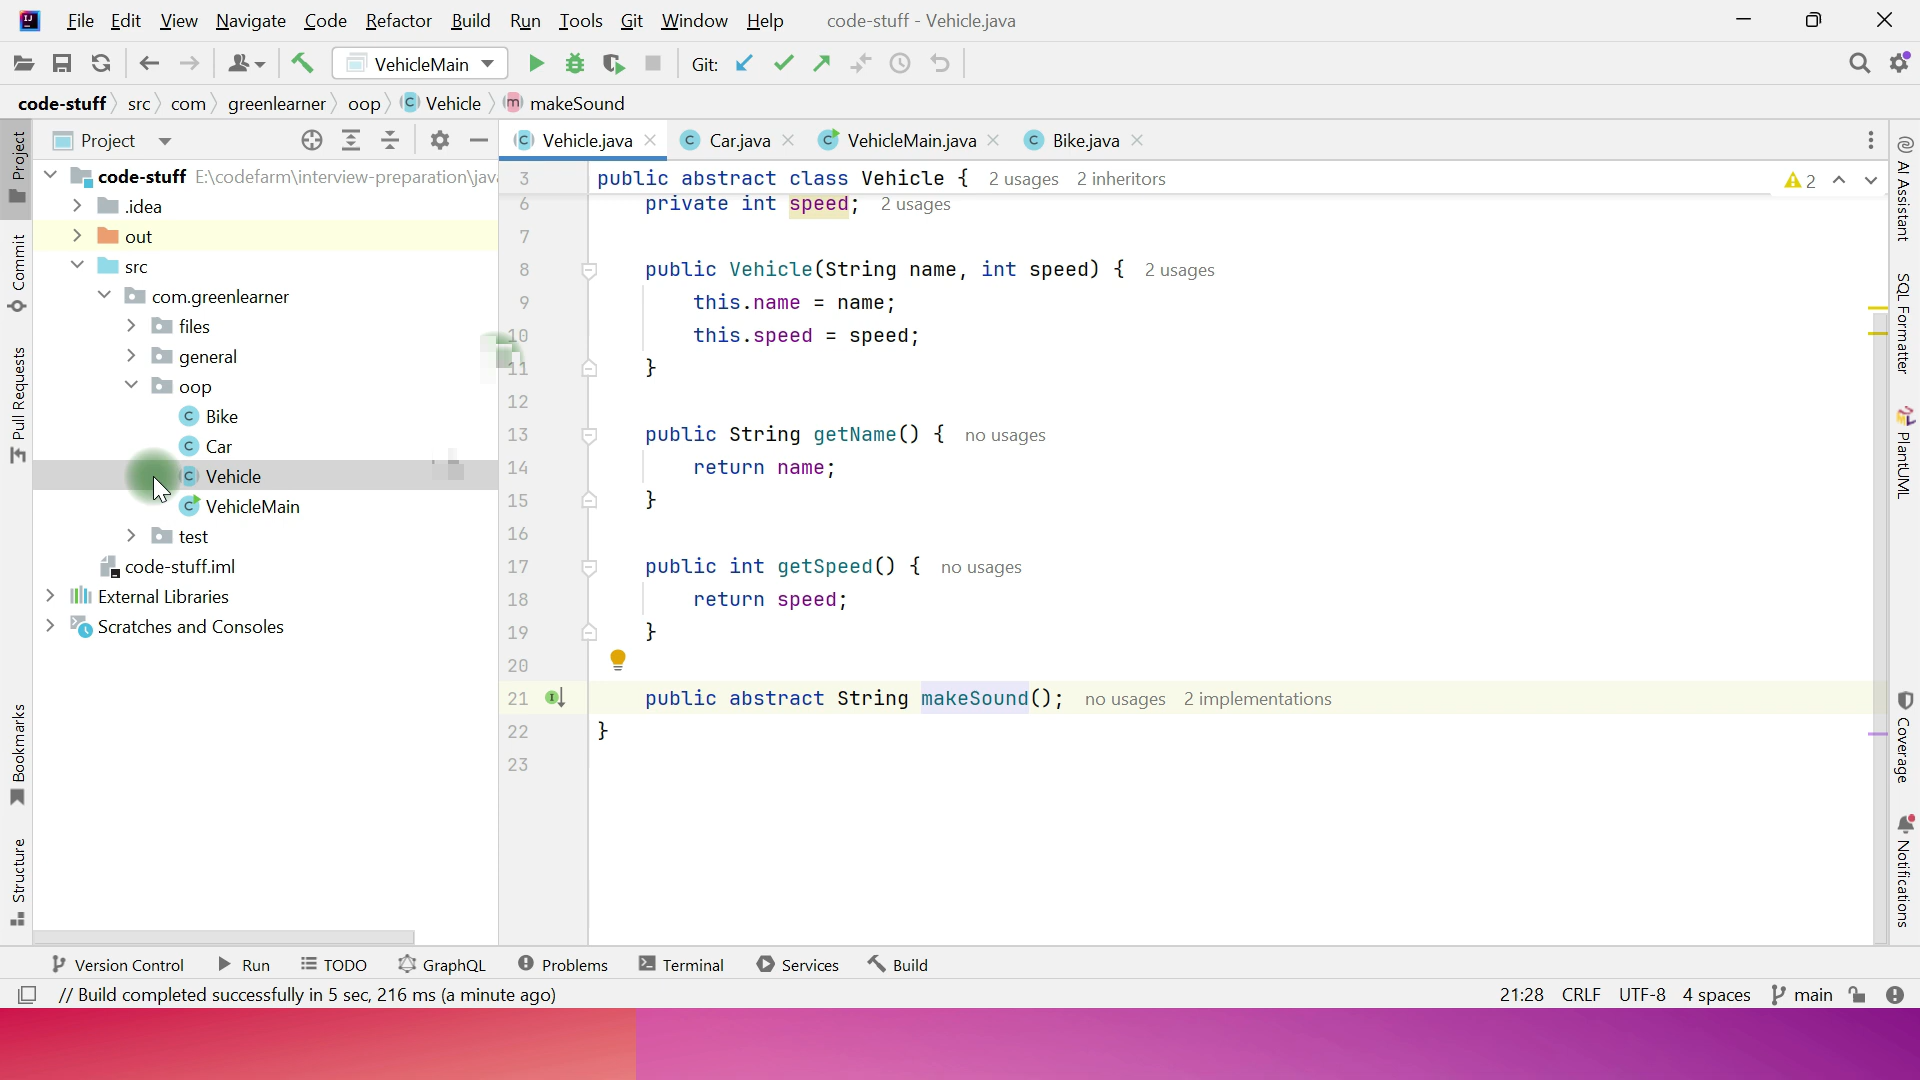 File Edit View Navigate Code Refactor Build Run Tools Git Window Help code-stuff - Vehicle.java
VehicleMain Git:
code-stuff src com greenlearner oop Vehicle makeSound
Project
Vehicle.java Car.java VehicleMain.java Bike.java
code-stuff E:\codefarm\interview-preparation\java
.idea
out
src
com.greenlearner
files
general
oop
Bike
Car
Vehicle
VehicleMain
test
code-stuff.iml
External Libraries
Scratches and Consoles
3 public abstract class Vehicle { 2 usages 2 inheritors
2
6 private int speed; 2 usages
7
8 public Vehicle(String name, int speed) { 2 usages
9 this.name = name;
10 this.speed = speed;
11 }
12
13 public String getName() { no usages
14 return name;
15 }
16
17 public int getSpeed() { no usages
18 return speed;
19 }
20
21 public abstract String makeSound(); no usages 2 implementations
22 }
23
Project
Commit
Pull Requests
Bookmarks
Structure
AI Assistant
SQL Formatter
PlantUML
Coverage
Notifications
Version Control Run TODO GraphQL Problems Terminal Services Build
// Build completed successfully in 5 sec, 216 ms (a minute ago) 21:28 CRLF UTF-8 4 spaces main